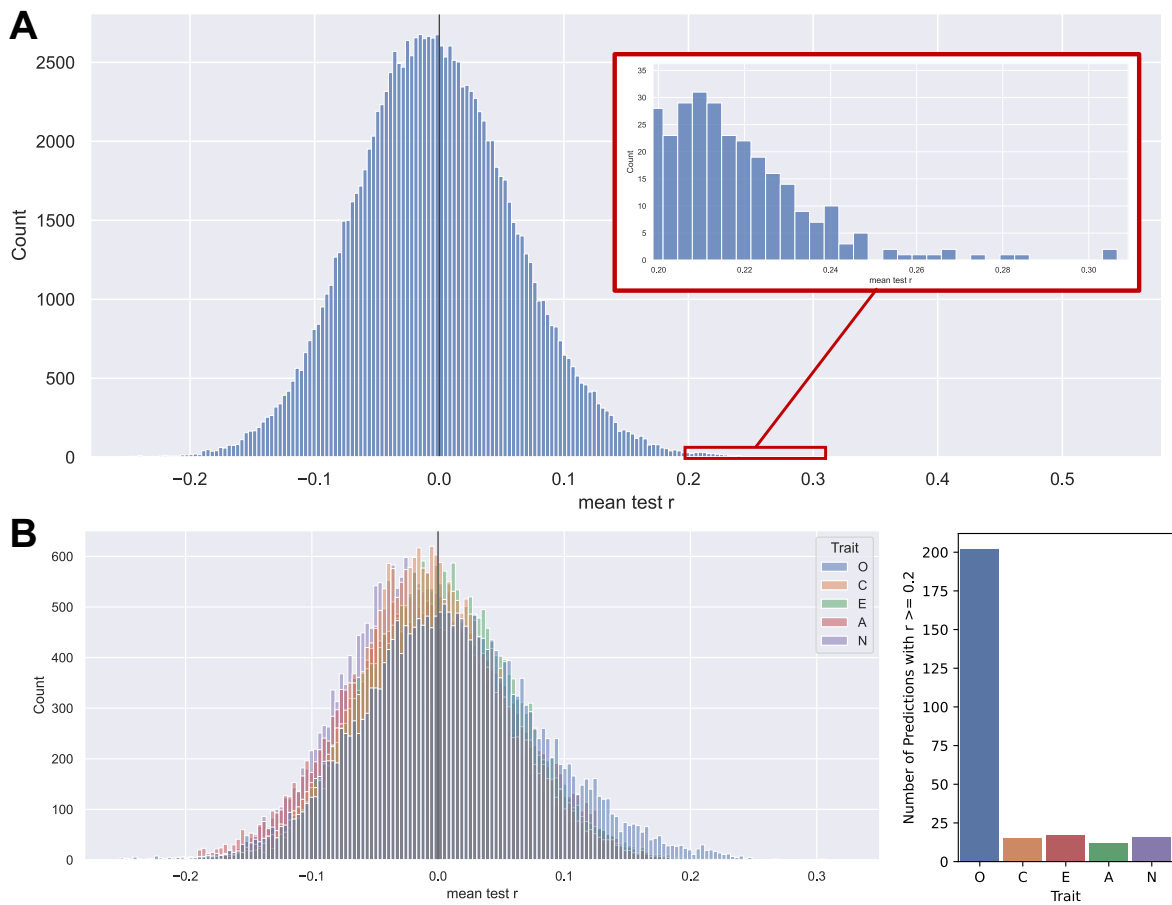 A
Count
2500
2000
1500
1000
500
0
−0.2
−0.1
0.0
0.1
0.2
0.3
0.4
0.5
mean test r
Count
35
30
25
20
15
10
5
0
0.20
0.22
0.24
0.26
0.28
0.30
mean test r
B
Count
600
500
400
300
200
100
0
−0.2
−0.1
0.0
0.1
0.2
0.3
mean test r
Trait
O
C
E
A
N
Number of Predictions with r >= 0.2
200
175
150
125
100
75
50
25
0
O
C
E
A
N
Trait